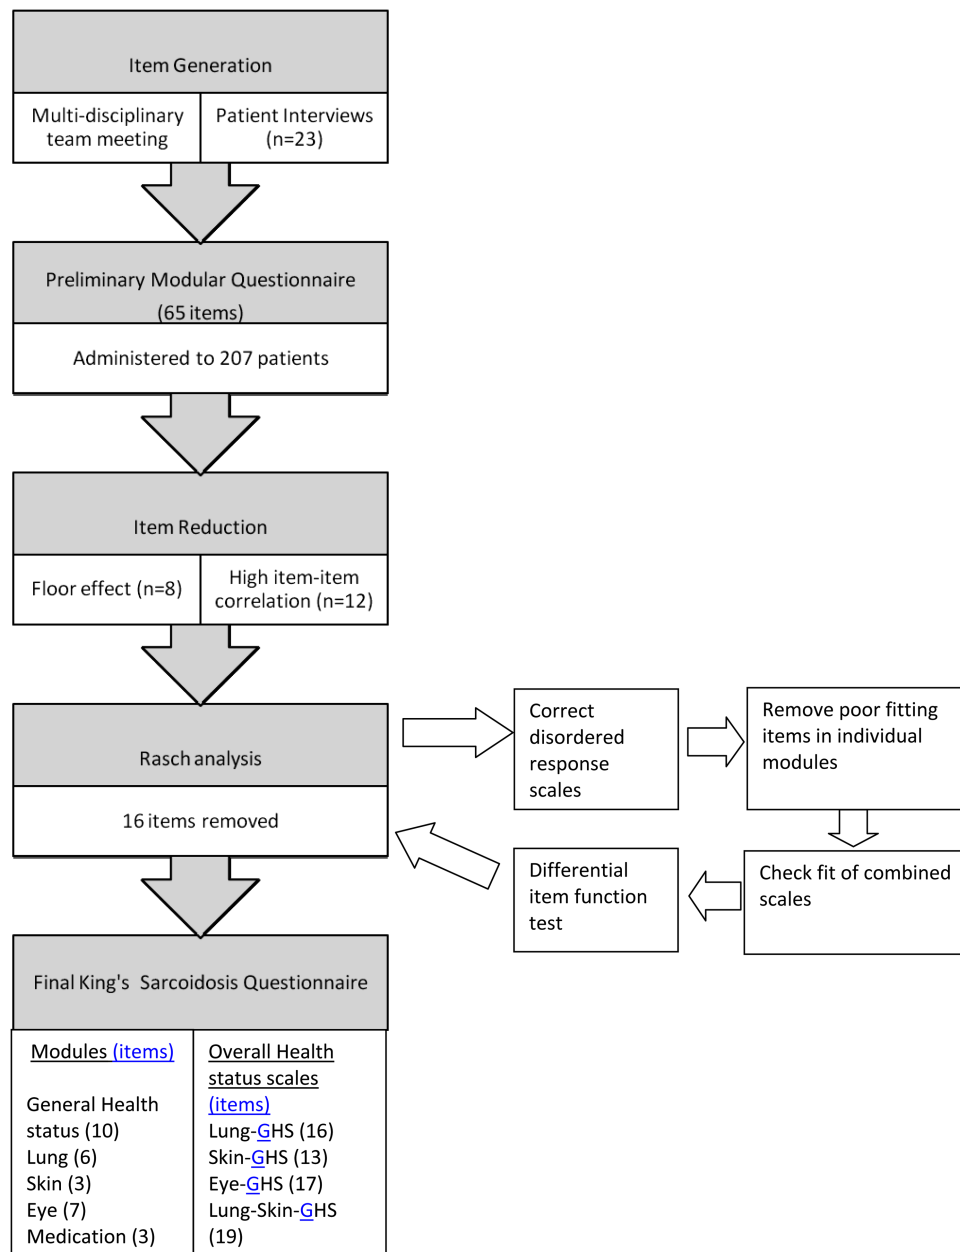 Item Generation
Multi-disciplinary
team meeting
Patient Interviews
(n=23)
Preliminary Modular Questionnaire
(65 items)
Administered to 207 patients
Item Reduction
Floor effect (n=8)
High item-item
correlation (n=12)
Rasch analysis
16 items removed
Correct
disordered
response
scales
Remove poor fitting
items in individual
modules
Check fit of combined
scales
Differential
item function
test
Final King's Sarcoidosis Questionnaire
Modules (items)
General Health
status (10)
Lung (6)
Skin (3)
Eye (7)
Medication (3)
Overall Health
status scales
(items)
Lung-GHS (16)
Skin-GHS (13)
Eye-GHS (17)
Lung-Skin-GHS
(19)